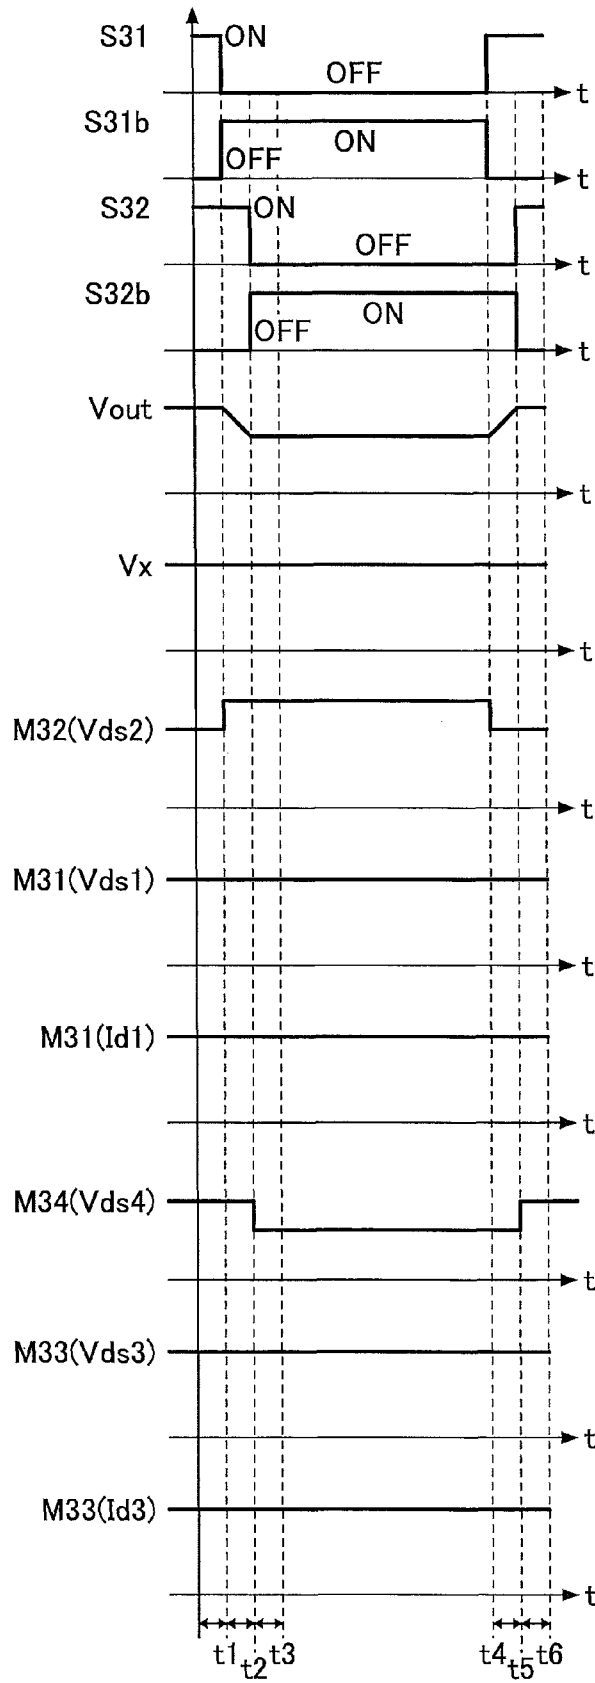 S31
ON
OFF
t
S31b
OFF
ON
t
S32
ON
OFF
t
S32b
OFF
ON
t
Vout
t
Vx
t
M32(Vds2)
t
M31(Vds1)
t
M31(Id1)
t
M34(Vds4)
t
M33(Vds3)
t
M33(Id3)
t
t1 t2 t3 t4 t5 t6